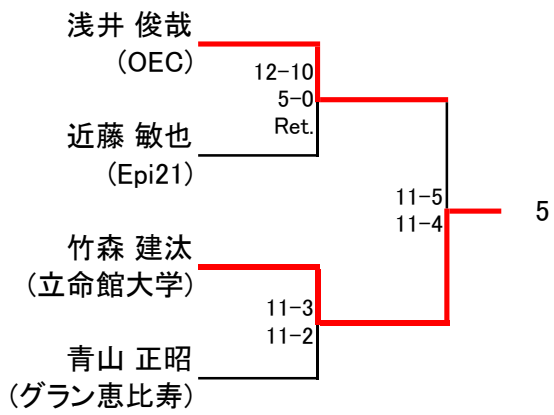 浅井 俊哉
(OEC)
12-10
5-0
Ret.
近藤 敏也
(Epi21)
11-5
11-4
5
竹森 建汰
(立命館大学)
11-3
11-2
青山 正昭
(グラン恵比寿)